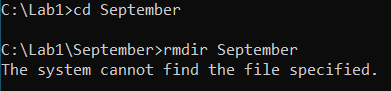 C:\Lab1>cd September
C:\Lab1\September>rmdir September
The system cannot find the file specified.